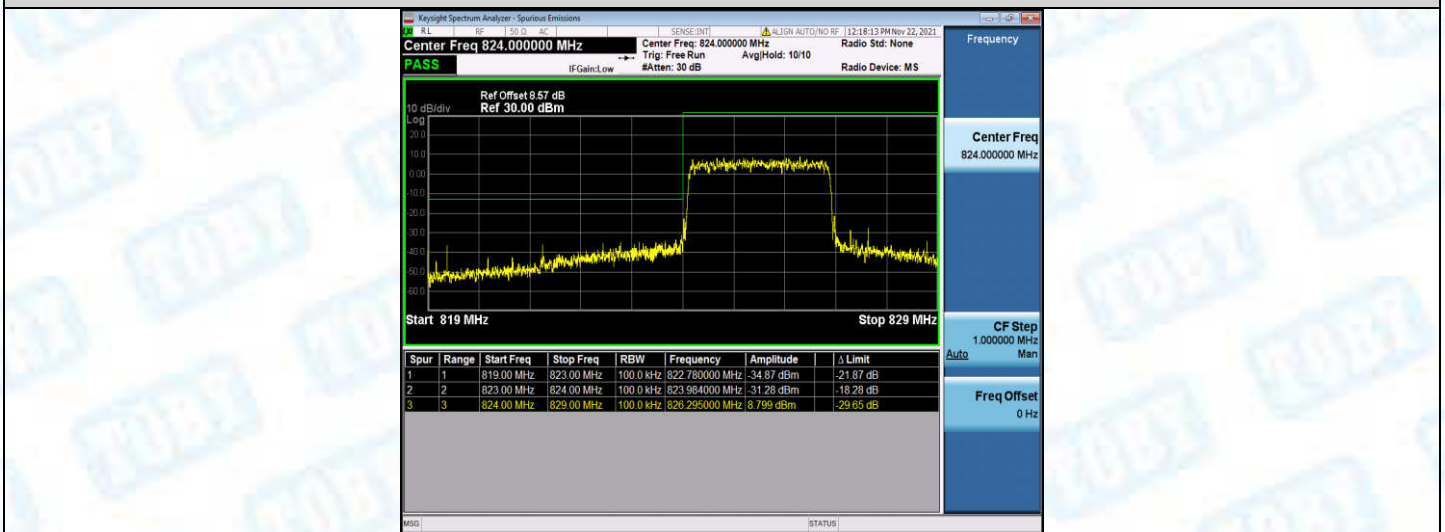 Keysight Spectrum Analyzer - Spurious Emissions
RL RF 50 Ω AC SENSE:INT ALIGN AUTO/NO RF 12:18:13 PM Nov 22, 2021
Center Freq 824.000000 MHz
Center Freq: 824.000000 MHz Radio Std: None
Trig: Free Run Avg|Hold: 10/10
PASS IFGain:Low #Atten: 30 dB Radio Device: MS
Frequency
Ref Offset 8.57 dB
10 dB/div Ref 30.00 dBm
Log
20.0
10.0
0.00
-10.0
-20.0
-30.0
-40.0
-50.0
-60.0
Start 819 MHz Stop 829 MHz
Center Freq
824.000000 MHz
CF Step
1.000000 MHz
Auto Man
Freq Offset
0 Hz
Spur Range Start Freq Stop Freq RBW Frequency Amplitude Δ Limit
1 1 819.00 MHz 823.00 MHz 100.0 kHz 822.780000 MHz -34.87 dBm -21.87 dB
2 2 823.00 MHz 824.00 MHz 100.0 kHz 823.984000 MHz -31.28 dBm -18.28 dB
3 3 824.00 MHz 829.00 MHz 100.0 kHz 826.295000 MHz 8.799 dBm -29.65 dB
MSG STATUS